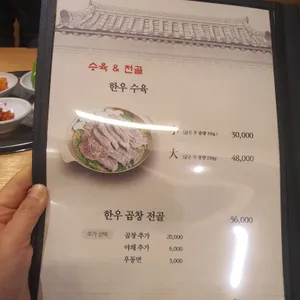 수육 & 전골
한우 수육
小 30,000
大 48,000
한우 곱창 전골 36,000
추가 선택
곱창 추가 20,000
야채 추가 6,000
우동면 3,000